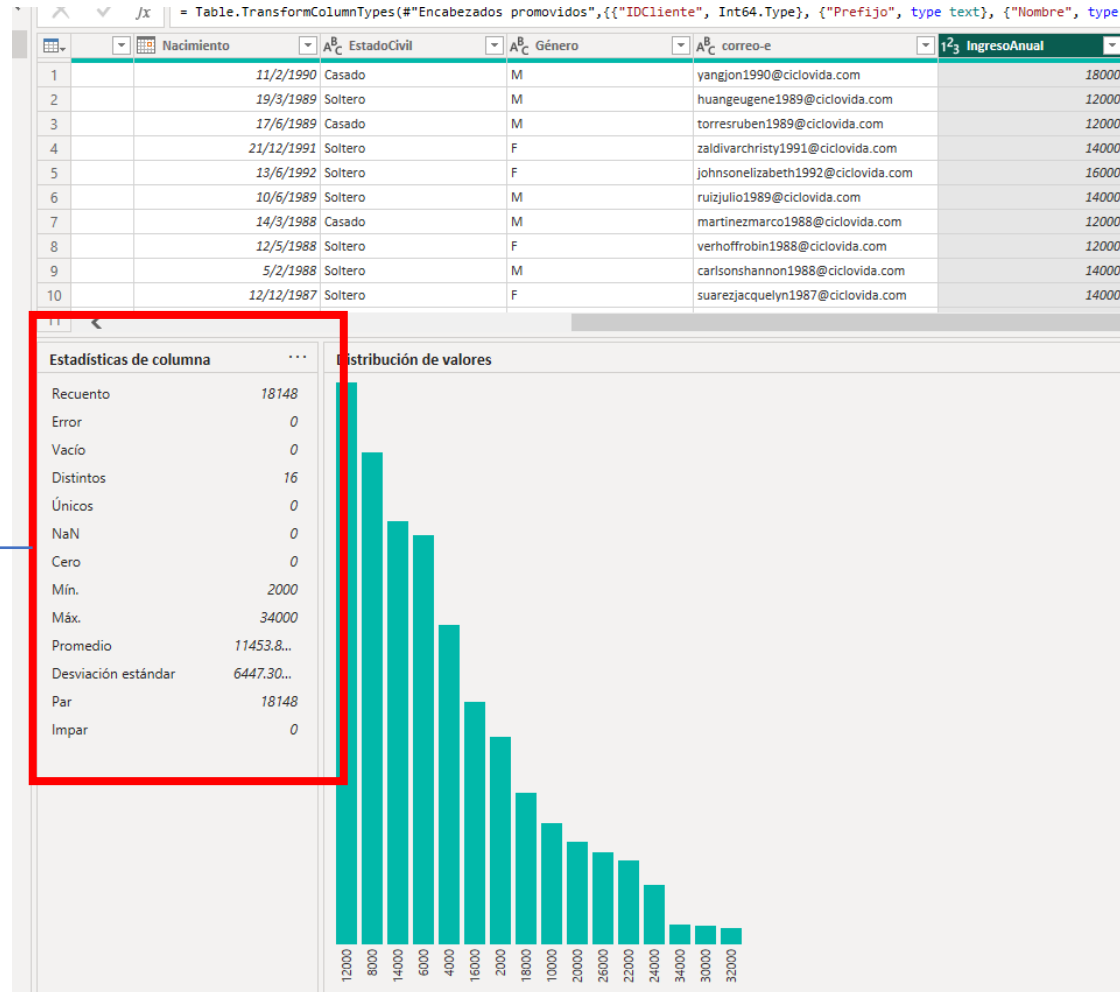 fx = Table.TransformColumnTypes(#"Encabezados promovidos",{{"IDCliente", Int64.Type}, {"Prefijo", type text}, {"Nombre", type
Nacimiento ABC EstadoCivil ABC Género ABC correo-e 123 IngresoAnual
1 11/2/1990 Casado M yangjon1990@ciclovida.com 18000
2 19/3/1989 Soltero M huangeugene1989@ciclovida.com 12000
3 17/6/1989 Casado M torresruben1989@ciclovida.com 12000
4 21/12/1991 Soltero F zaldivarchristy1991@ciclovida.com 14000
5 13/6/1992 Soltero F johnsonelizabeth1992@ciclovida.com 16000
6 10/6/1989 Soltero M ruizjulio1989@ciclovida.com 14000
7 14/3/1988 Casado M martinezmarco1988@ciclovida.com 12000
8 12/5/1988 Soltero F verhoffrobin1988@ciclovida.com 12000
9 5/2/1988 Soltero M carlsonshannon1988@ciclovida.com 14000
10 12/12/1987 Soltero F suarezjacquelyn1987@ciclovida.com 14000
Estadísticas de columna ...
Recuento 18148
Error 0
Vacío 0
Distintos 16
Únicos 0
NaN 0
Cero 0
Mín. 2000
Máx. 34000
Promedio 11453.8...
Desviación estándar 6447.30...
Par 18148
Impar 0
Distribución de valores
12000
8000
14000
6000
4000
16000
2000
18000
10000
20000
26000
22000
24000
34000
30000
32000